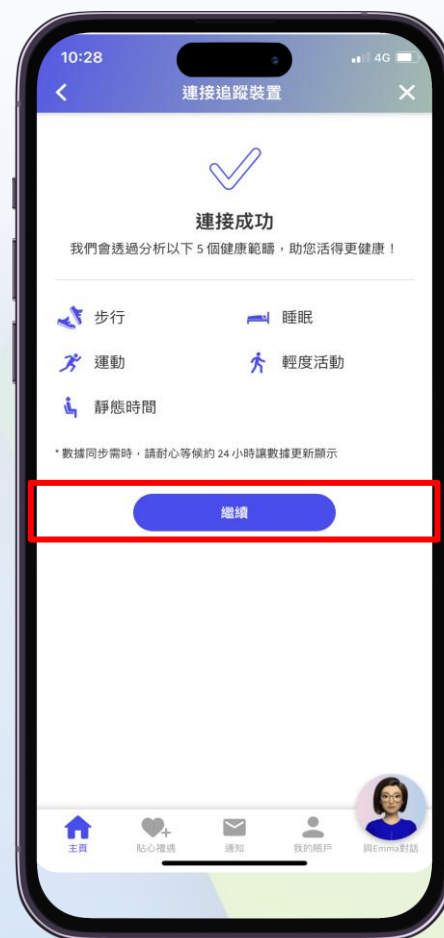 10:28 4G
連接追蹤裝置
連接成功
我們會透過分析以下 5 個健康範疇，助您活得更健康！
步行 睡眠
運動 輕度活動
靜態時間
* 數據同步需時，請耐心等候約 24 小時讓數據更新顯示
繼續
主頁 貼心禮遇 通知 我的賬戶 與Emma對話